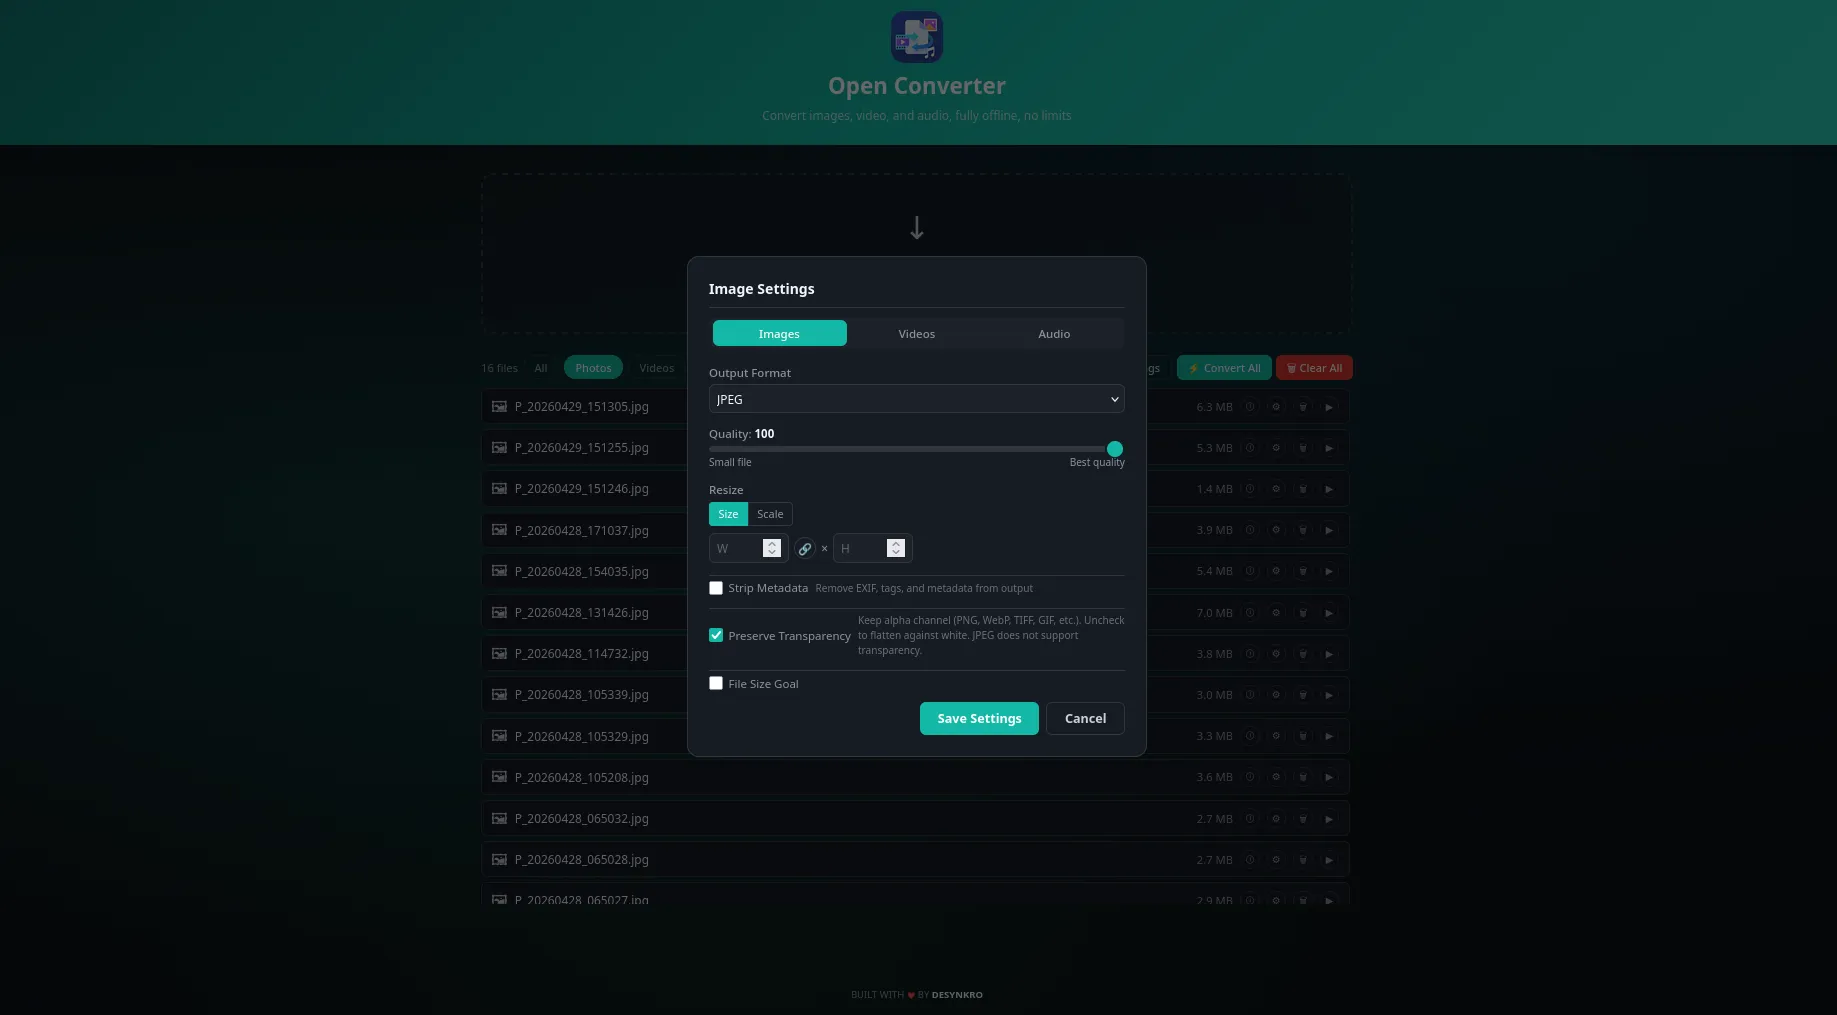 Open Converter
Convert images, video, and audio, fully offline, no limits
Image Settings
Images Videos Audio
Output Format
JPEG
Quality: 100
Small file Best quality
Resize
Size Scale
W × H
Strip Metadata Remove EXIF, tags, and metadata from output
Preserve Transparency Keep alpha channel (PNG, WebP, TIFF, GIF, etc.). Uncheck
to flatten against white. JPEG does not support
transparency.
File Size Goal
Save Settings Cancel
16 files All Photos Videos gs ⚡ Convert All Clear All
P_20260429_151305.jpg 6.3 MB
P_20260429_151255.jpg 5.3 MB
P_20260429_151246.jpg 1.4 MB
P_20260428_171037.jpg 3.9 MB
P_20260428_154035.jpg 5.4 MB
P_20260428_131426.jpg 7.0 MB
P_20260428_114732.jpg 3.8 MB
P_20260428_105339.jpg 3.0 MB
P_20260428_105329.jpg 3.3 MB
P_20260428_105208.jpg 3.6 MB
P_20260428_065032.jpg 2.7 MB
P_20260428_065028.jpg 2.7 MB
P_20260428_065027.jpg 2.9 MB
BUILT WITH ♥ BY DESYNKRO